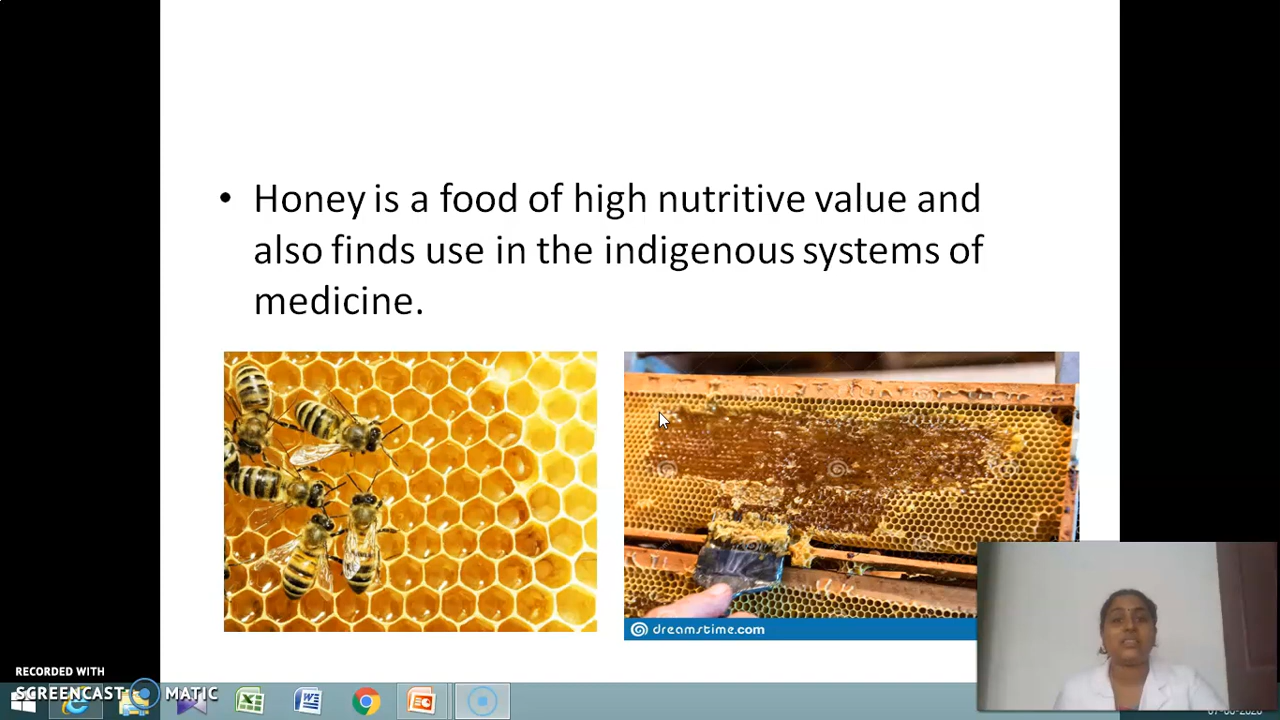 • Honey is a food of high nutritive value and
also finds use in the indigenous systems of
medicine.
dreamstime.com
RECORDED WITH
SCREENCAST MATIC